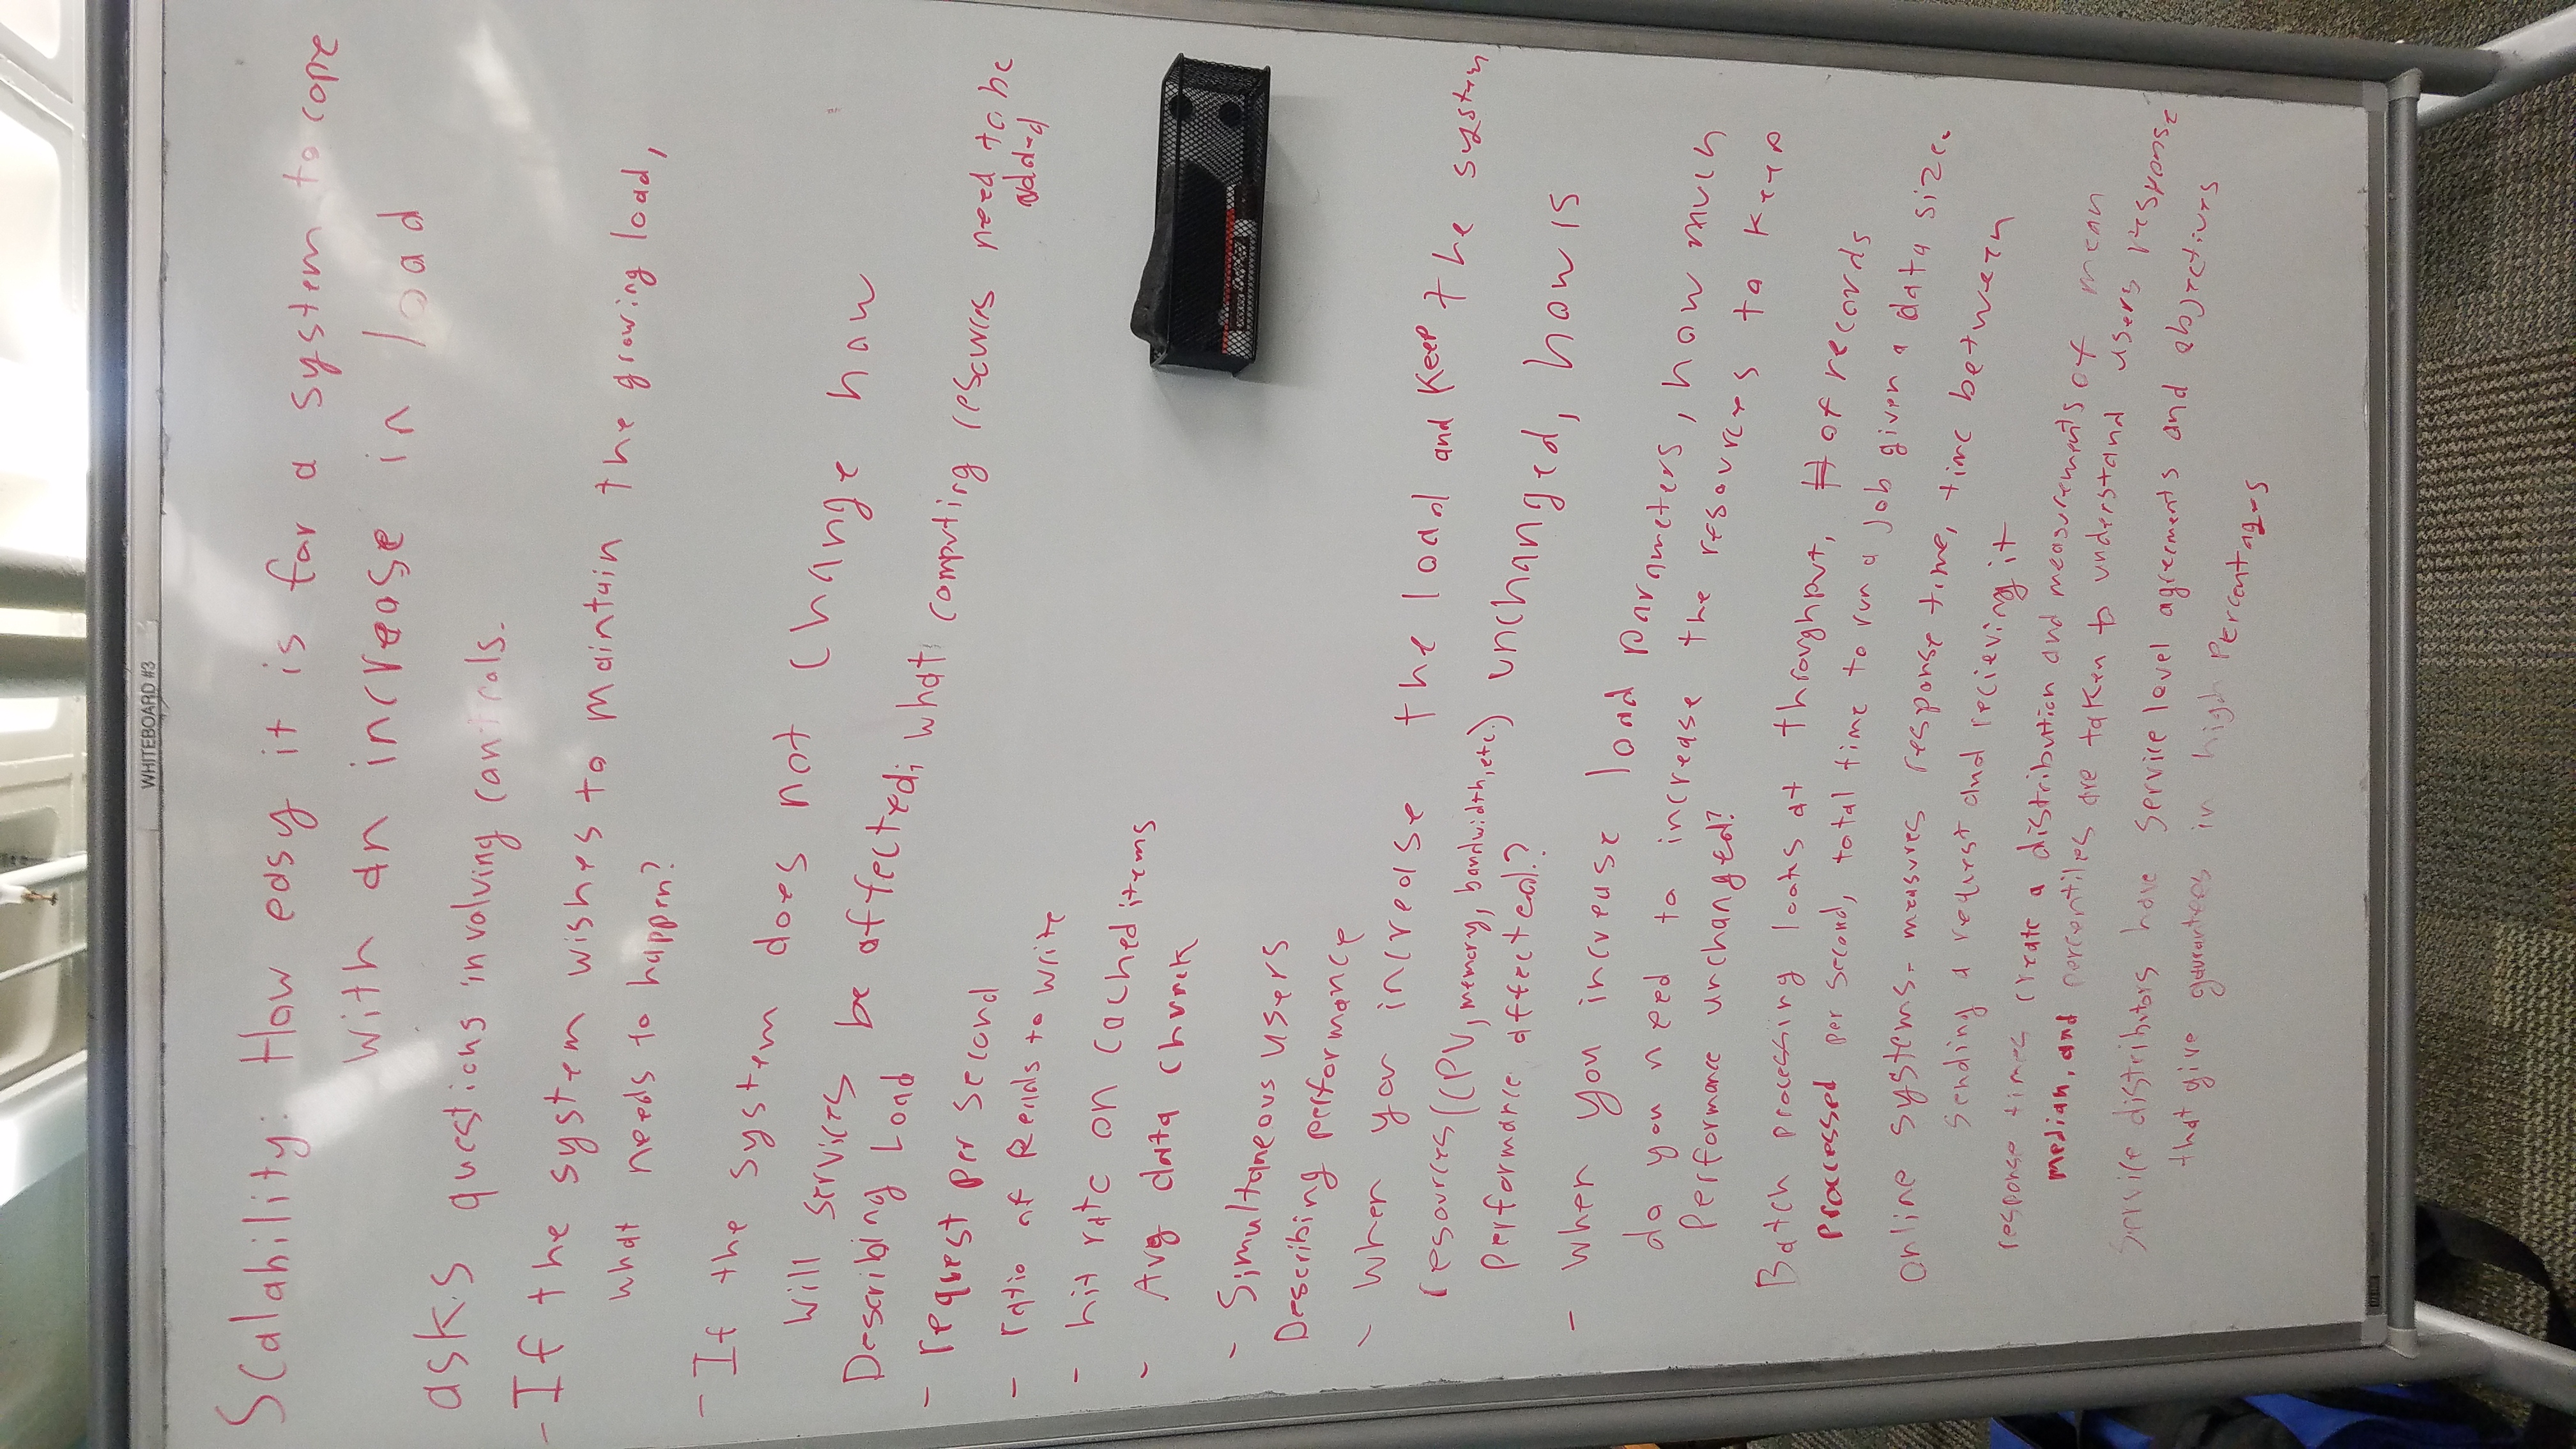 WHITEBOARD #3
Scalability: How easy it is for a system to cope
with an increase in load
asks questions involving controls.
- If the system wishes to maintain the growing load,
what needs to happen?
- If the system does not change how
will services be affected; what computing resources need to be
added
Describing Load
- request per second
- ratio of Reads to write
- hit rate on cached items
- Avg data chunk
- Simultaneous users
Describing performance
- When you increase the load and keep the system
resources (CPU, memory, bandwidth, etc.) unchanged, how is
performance affected.?
- When you increase load parameters, how much
do you need to increase the resources to keep
Performance unchanged?
Batch processing looks at throughput, # of records
proccessed per second, total time to run a job given a data size.
online systems - measures response time, time between
sending a request and recieving it
response times create a distribution and measurements of mean
median, and percentiles are taken to understand users response
Service distributors have service level agreements and objectives
that give gaurantees in high percentages
EXPO